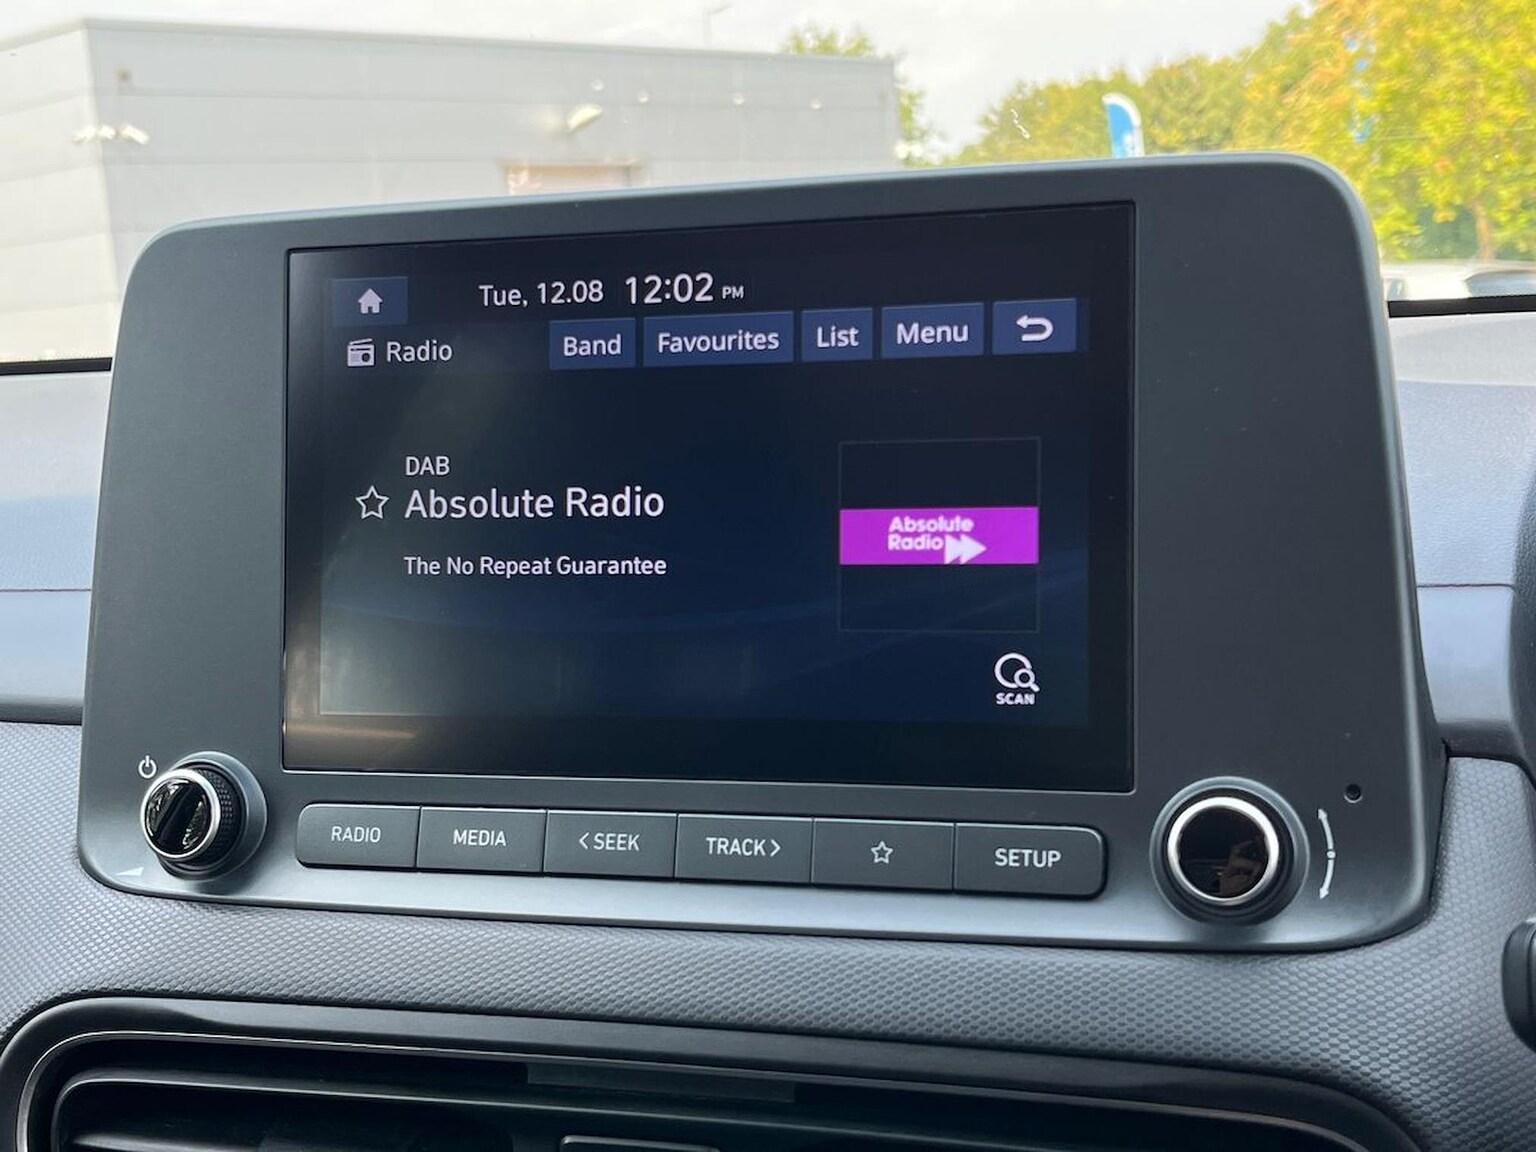 Tue, 12.08 12:02 PM
Radio
Band Favourites List Menu
DAB
Absolute Radio
The No Repeat Guarantee
Absolute
Radio
SCAN
RADIO MEDIA < SEEK TRACK > SETUP